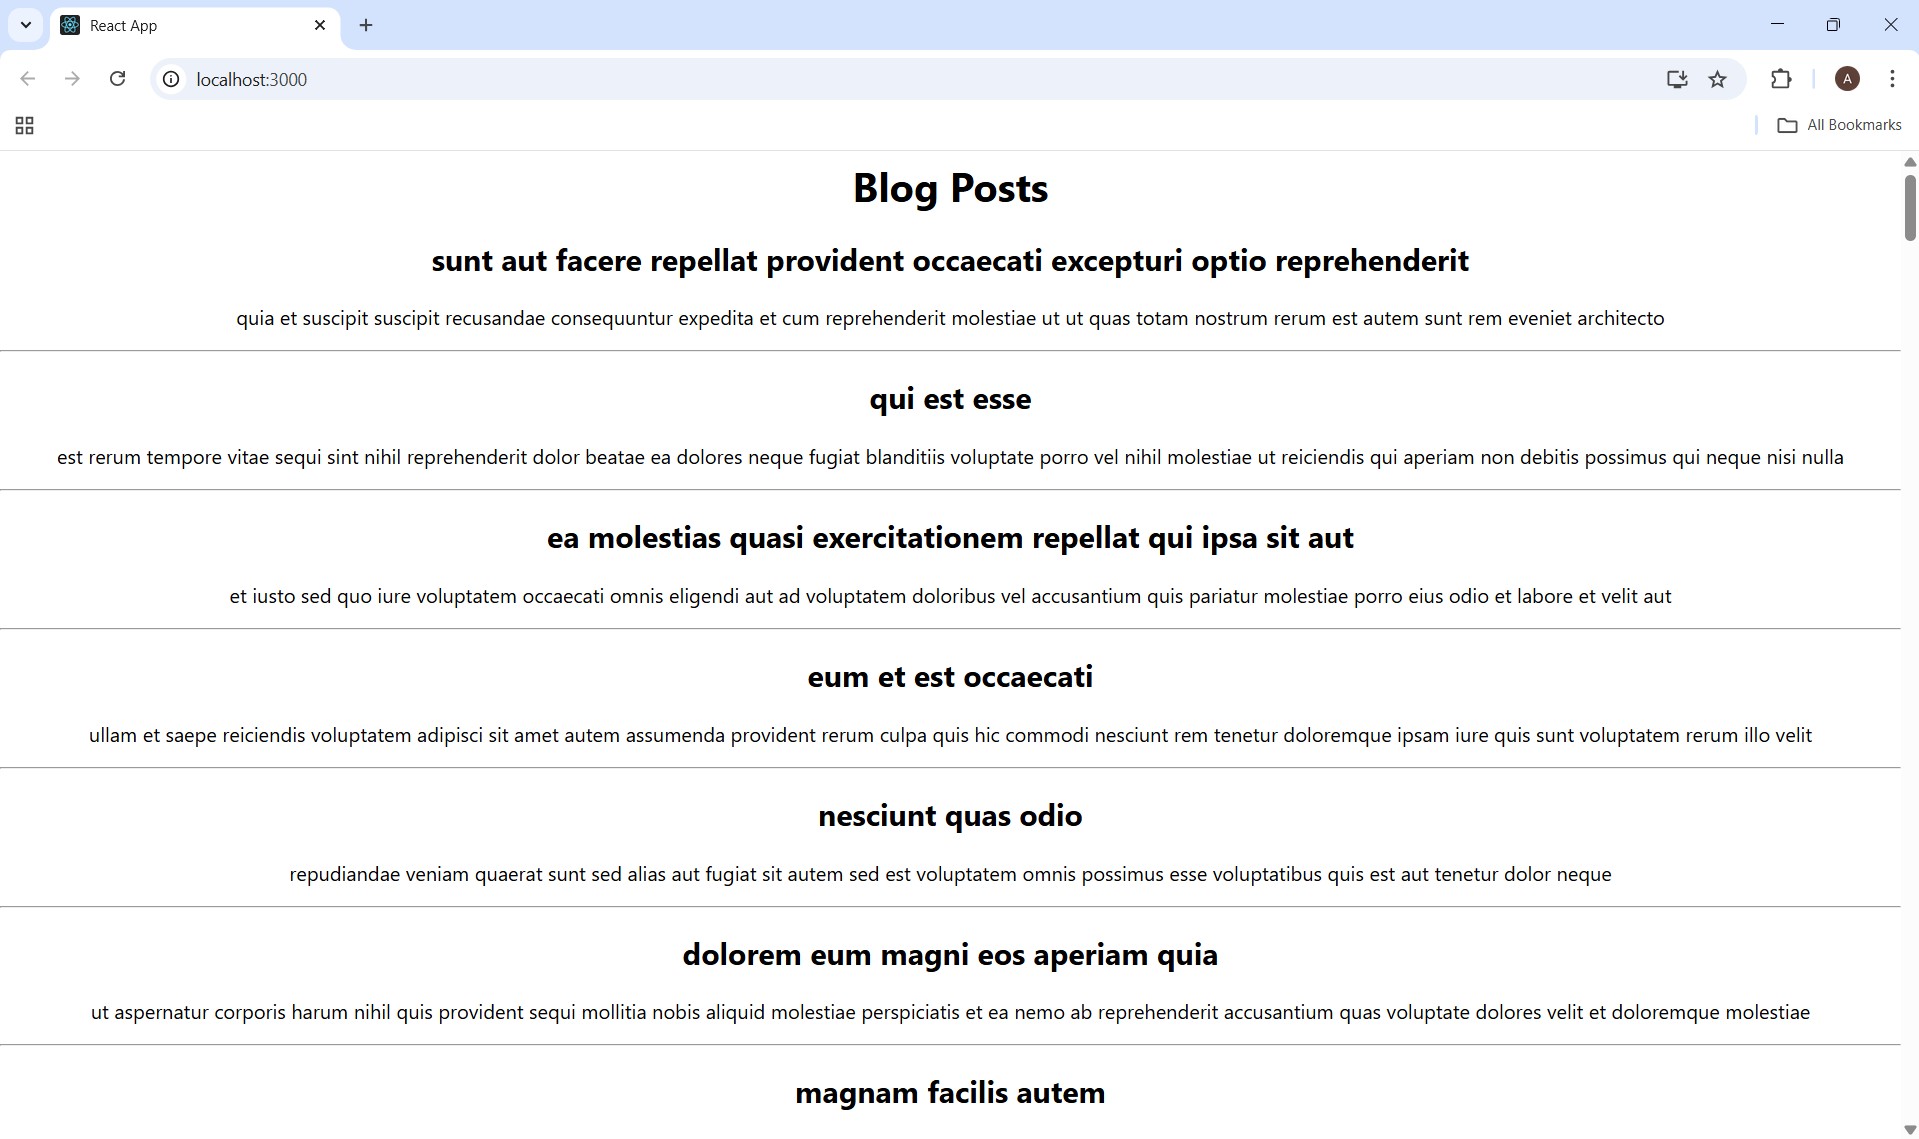 React App
localhost:3000
A
All Bookmarks
Blog Posts
sunt aut facere repellat provident occaecati excepturi optio reprehenderit
quia et suscipit suscipit recusandae consequuntur expedita et cum reprehenderit molestiae ut ut quas totam nostrum rerum est autem sunt rem eveniet architecto
qui est esse
est rerum tempore vitae sequi sint nihil reprehenderit dolor beatae ea dolores neque fugiat blanditiis voluptate porro vel nihil molestiae ut reiciendis qui aperiam non debitis possimus qui neque nisi nulla
ea molestias quasi exercitationem repellat qui ipsa sit aut
et iusto sed quo iure voluptatem occaecati omnis eligendi aut ad voluptatem doloribus vel accusantium quis pariatur molestiae porro eius odio et labore et velit aut
eum et est occaecati
ullam et saepe reiciendis voluptatem adipisci sit amet autem assumenda provident rerum culpa quis hic commodi nesciunt rem tenetur doloremque ipsam iure quis sunt voluptatem rerum illo velit
nesciunt quas odio
repudiandae veniam quaerat sunt sed alias aut fugiat sit autem sed est voluptatem omnis possimus esse voluptatibus quis est aut tenetur dolor neque
dolorem eum magni eos aperiam quia
ut aspernatur corporis harum nihil quis provident sequi mollitia nobis aliquid molestiae perspiciatis et ea nemo ab reprehenderit accusantium quas voluptate dolores velit et doloremque molestiae
magnam facilis autem